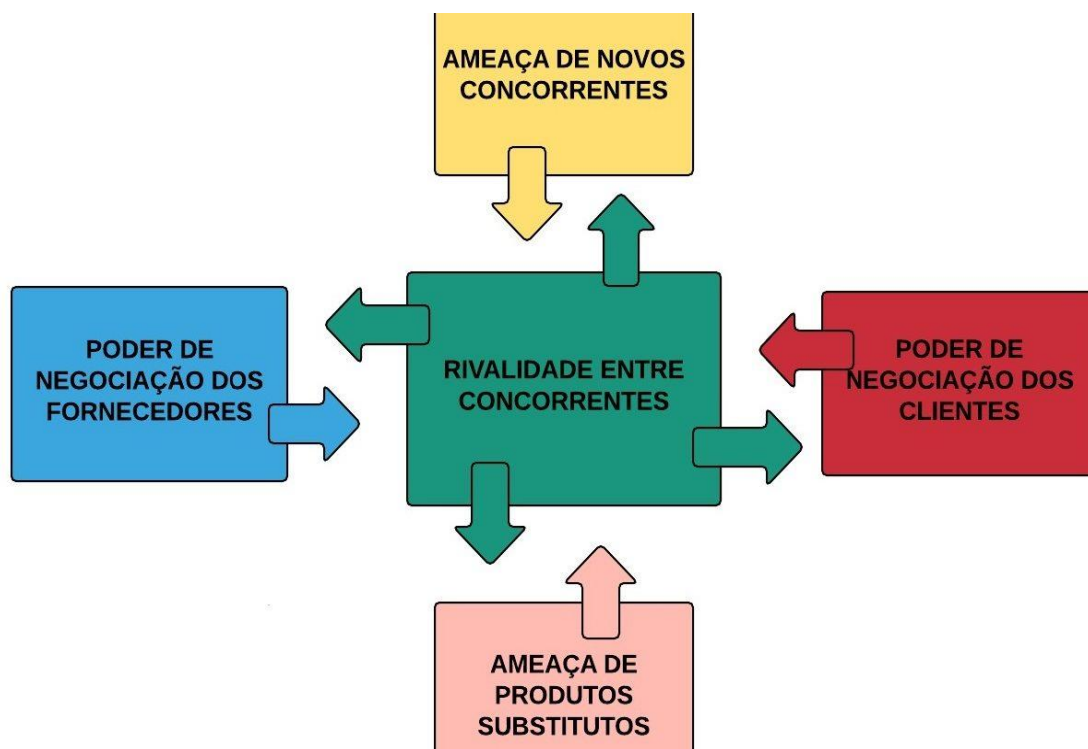 AMEAÇA DE NOVOS
CONCORRENTES
PODER DE
NEGOCIAÇÃO DOS
FORNECEDORES
RIVALIDADE ENTRE
CONCORRENTES
PODER DE
NEGOCIAÇÃO DOS
CLIENTES
AMEAÇA DE
PRODUTOS
SUBSTITUTOS